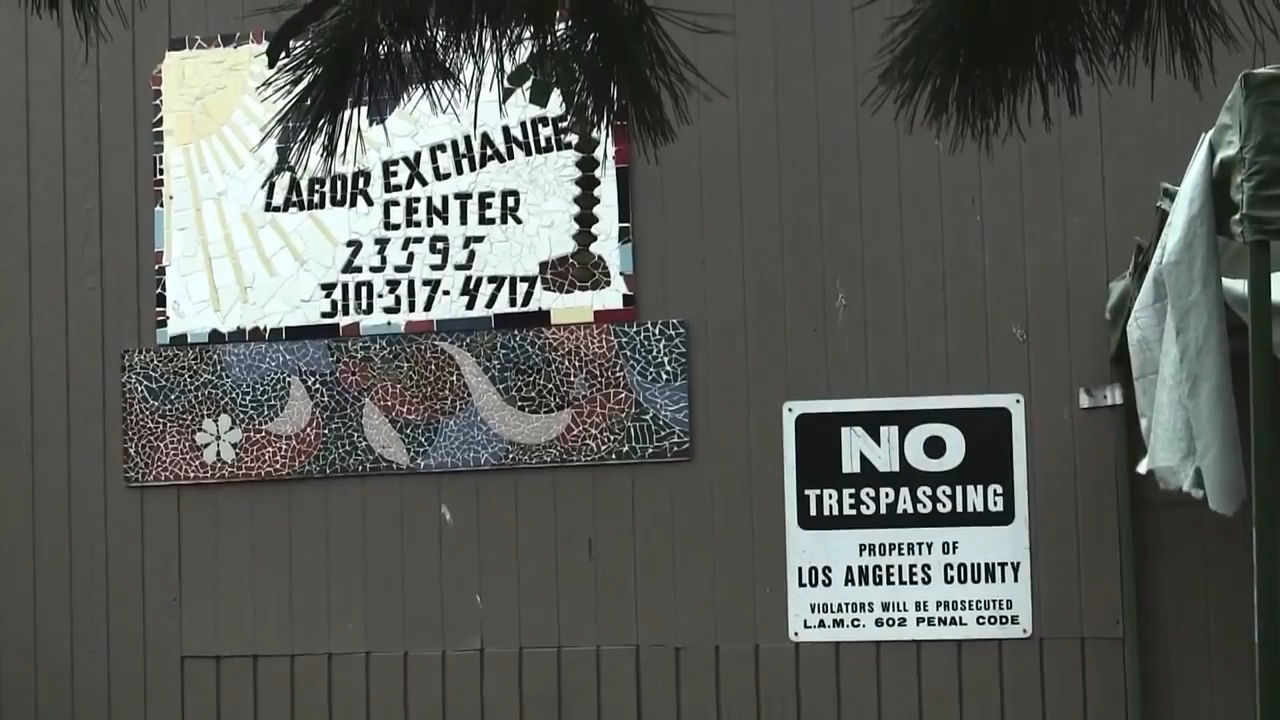 LABOR EXCHANGE
CENTER
23595
310-317-4717
NO
TRESPASSING
PROPERTY OF
LOS ANGELES COUNTY
VIOLATORS WILL BE PROSECUTED
L.A.M.C. 602 PENAL CODE